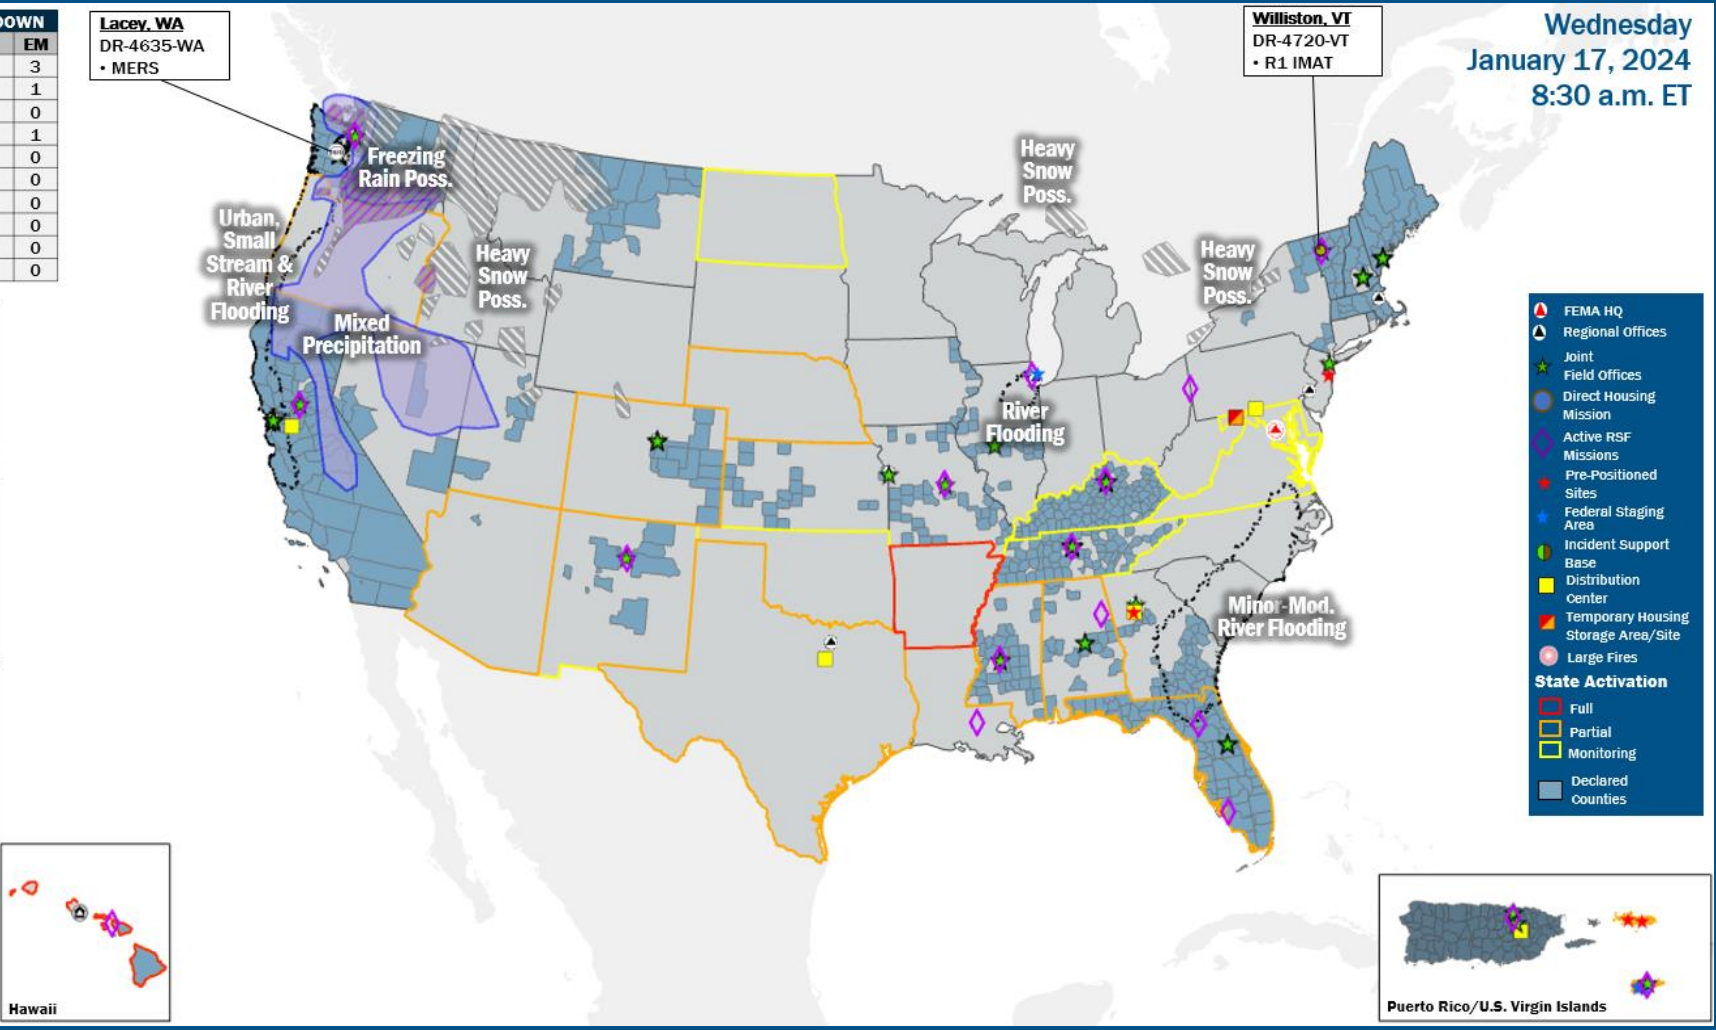 DOWN
EM
3
1
0
1
0
0
0
0
0
0
Lacey, WA
DR-4635-WA
• MERS
Williston, VT
DR-4720-VT
• R1 IMAT
Wednesday
January 17, 2024
8:30 a.m. ET
Freezing
Rain Poss.
Urban,
Small
Stream &
River
Flooding
Heavy
Snow
Poss.
Mixed
Precipitation
Heavy
Snow
Poss.
Heavy
Snow
Poss.
River
Flooding
Minor-Mod.
River Flooding
FEMA HQ
Regional Offices
Joint
Field Offices
Direct Housing
Mission
Active RSF
Missions
Pre-Positioned
Sites
Federal Staging
Area
Incident Support
Base
Distribution
Center
Temporary Housing
Storage Area/Site
Large Fires
State Activation
Full
Partial
Monitoring
Declared
Counties
Hawaii
Puerto Rico/U.S. Virgin Islands